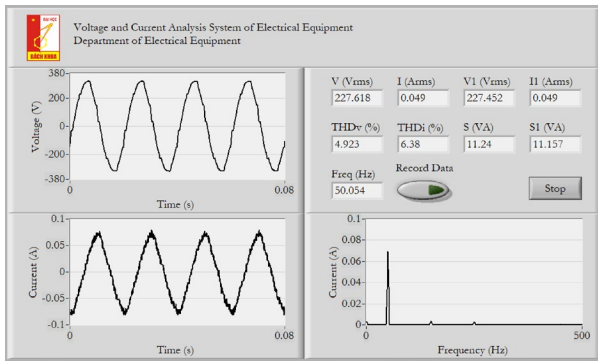 ĐẠI HỌC
BÁCH KHOA
Voltage and Current Analysis System of Electrical Equipment
Department of Electrical Equipment
380
200
0
-200
-380
Voltage (V)
0
0.08
Time (s)
V (Vrms) I (Arms) V1 (Vrms) I1 (Arms)
227.618 0.049 227.452 0.049
THDv (%) THDi (%) S (VA) S1 (VA)
4.923 6.38 11.24 11.157
Freq (Hz) Record Data
50.054 Stop
0.1
0.05
0
-0.05
-0.1
Current (A)
0
0.08
Time (s)
0.1
0.08
0.06
0.04
0.02
0
Current (A)
0
500
Frequency (Hz)